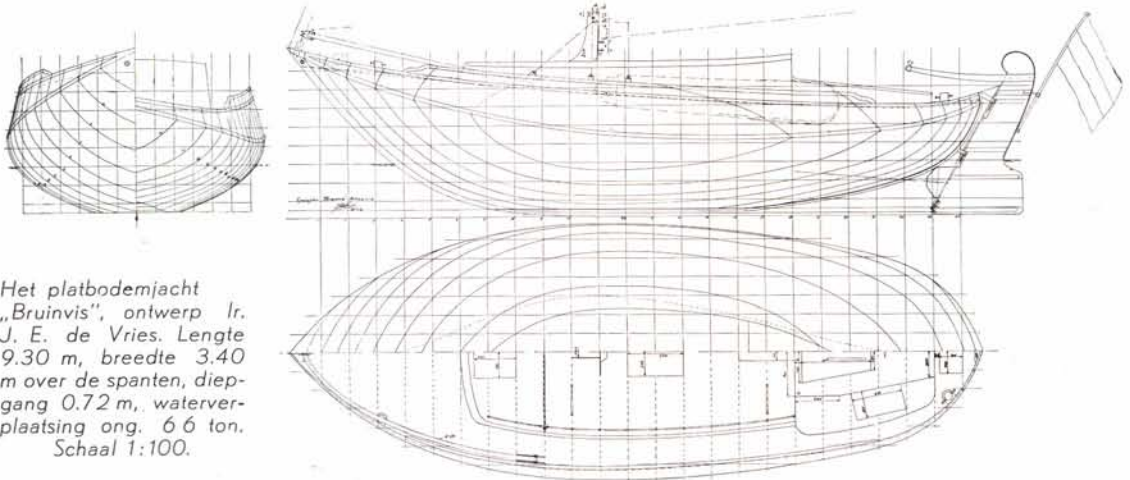 Het platbodemjacht
„Bruinvis”, ontwerp Ir.
J. E. de Vries. Lengte
9.30 m, breedte 3.40
m over de spanten, diep-
gang 0.72 m, waterver-
plaatsing ong. 6 6 ton.
Schaal 1:100.